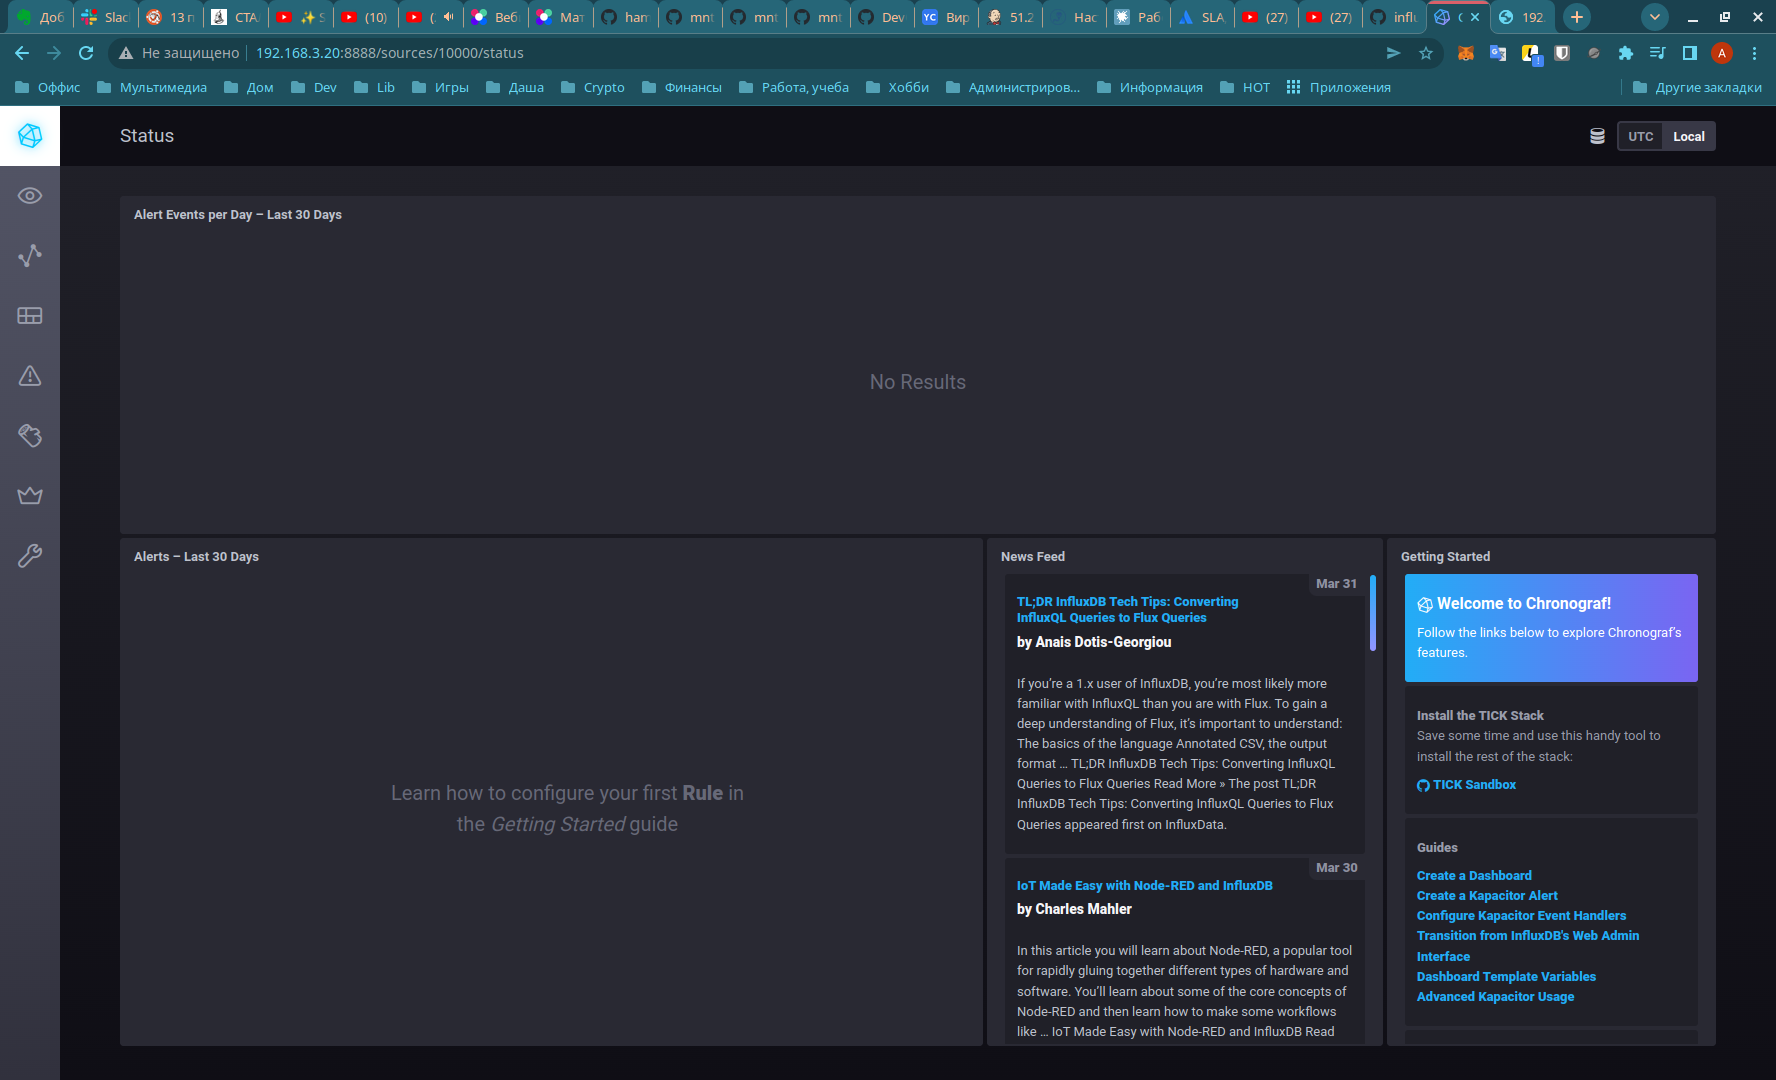 Доб
Slac
13 п
СТА
✨ S
(10)
(
Веб
Мат
ham
mnt
mnt
mnt
Dev
YC
Вир
51.2
Нас
Раб
SLA
(27)
(27)
influ
192.
Не защищено
192.168.3.20:8888/sources/10000/status
A
Оффис
Мультимедиа
Дом
Dev
Lib
Игры
Даша
Crypto
Финансы
Работа, учеба
Хобби
Администриров...
Информация
HOT
Приложения
Другие закладки
Status
UTC
Local
Alert Events per Day – Last 30 Days
No Results
Alerts – Last 30 Days
Learn how to configure your first Rule in
the Getting Started guide
News Feed
Mar 31
TL;DR InfluxDB Tech Tips: Converting
InfluxQL Queries to Flux Queries
by Anais Dotis-Georgiou
If you’re a 1.x user of InfluxDB, you’re most likely more
familiar with InfluxQL than you are with Flux. To gain a
deep understanding of Flux, it’s important to understand:
The basics of the language Annotated CSV, the output
format ... TL;DR InfluxDB Tech Tips: Converting InfluxQL
Queries to Flux Queries Read More » The post TL;DR
InfluxDB Tech Tips: Converting InfluxQL Queries to Flux
Queries appeared first on InfluxData.
Mar 30
IoT Made Easy with Node-RED and InfluxDB
by Charles Mahler
In this article you will learn about Node-RED, a popular tool
for rapidly gluing together different types of hardware and
software. You’ll learn about some of the core concepts of
Node-RED and then learn how to make some workflows
like ... IoT Made Easy with Node-RED and InfluxDB Read
Getting Started
Welcome to Chronograf!
Follow the links below to explore Chronograf’s
features.
Install the TICK Stack
Save some time and use this handy tool to
install the rest of the stack:
TICK Sandbox
Guides
Create a Dashboard
Create a Kapacitor Alert
Configure Kapacitor Event Handlers
Transition from InfluxDB's Web Admin
Interface
Dashboard Template Variables
Advanced Kapacitor Usage